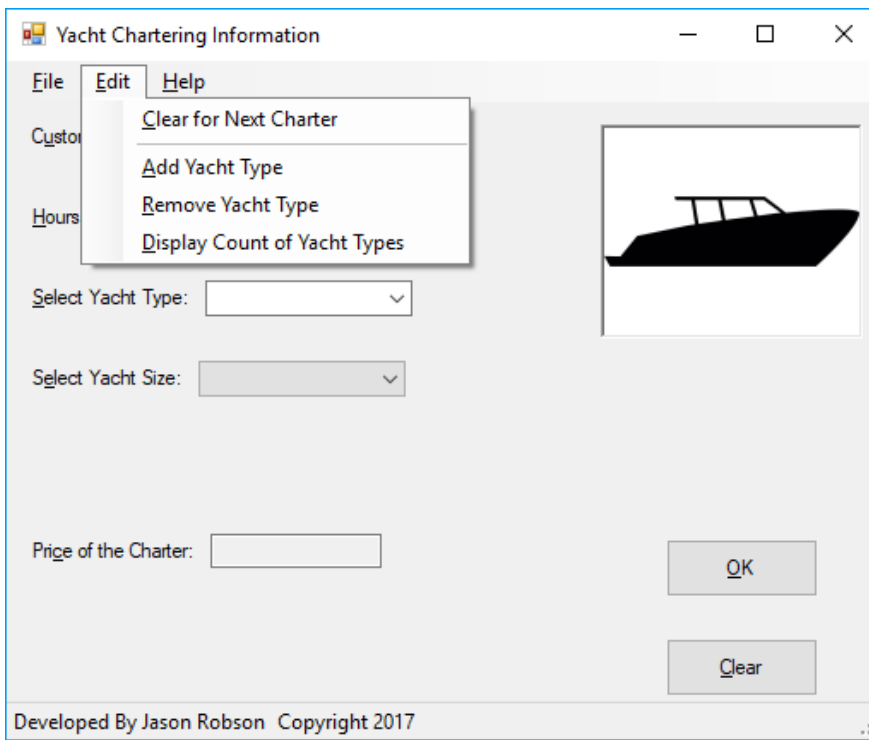 Yacht Chartering Information
File Edit Help
Clear for Next Charter
Add Yacht Type
Remove Yacht Type
Display Count of Yacht Types
Hours
Select Yacht Type:
Select Yacht Size:
Price of the Charter:
OK
Clear
Developed By Jason Robson Copyright 2017